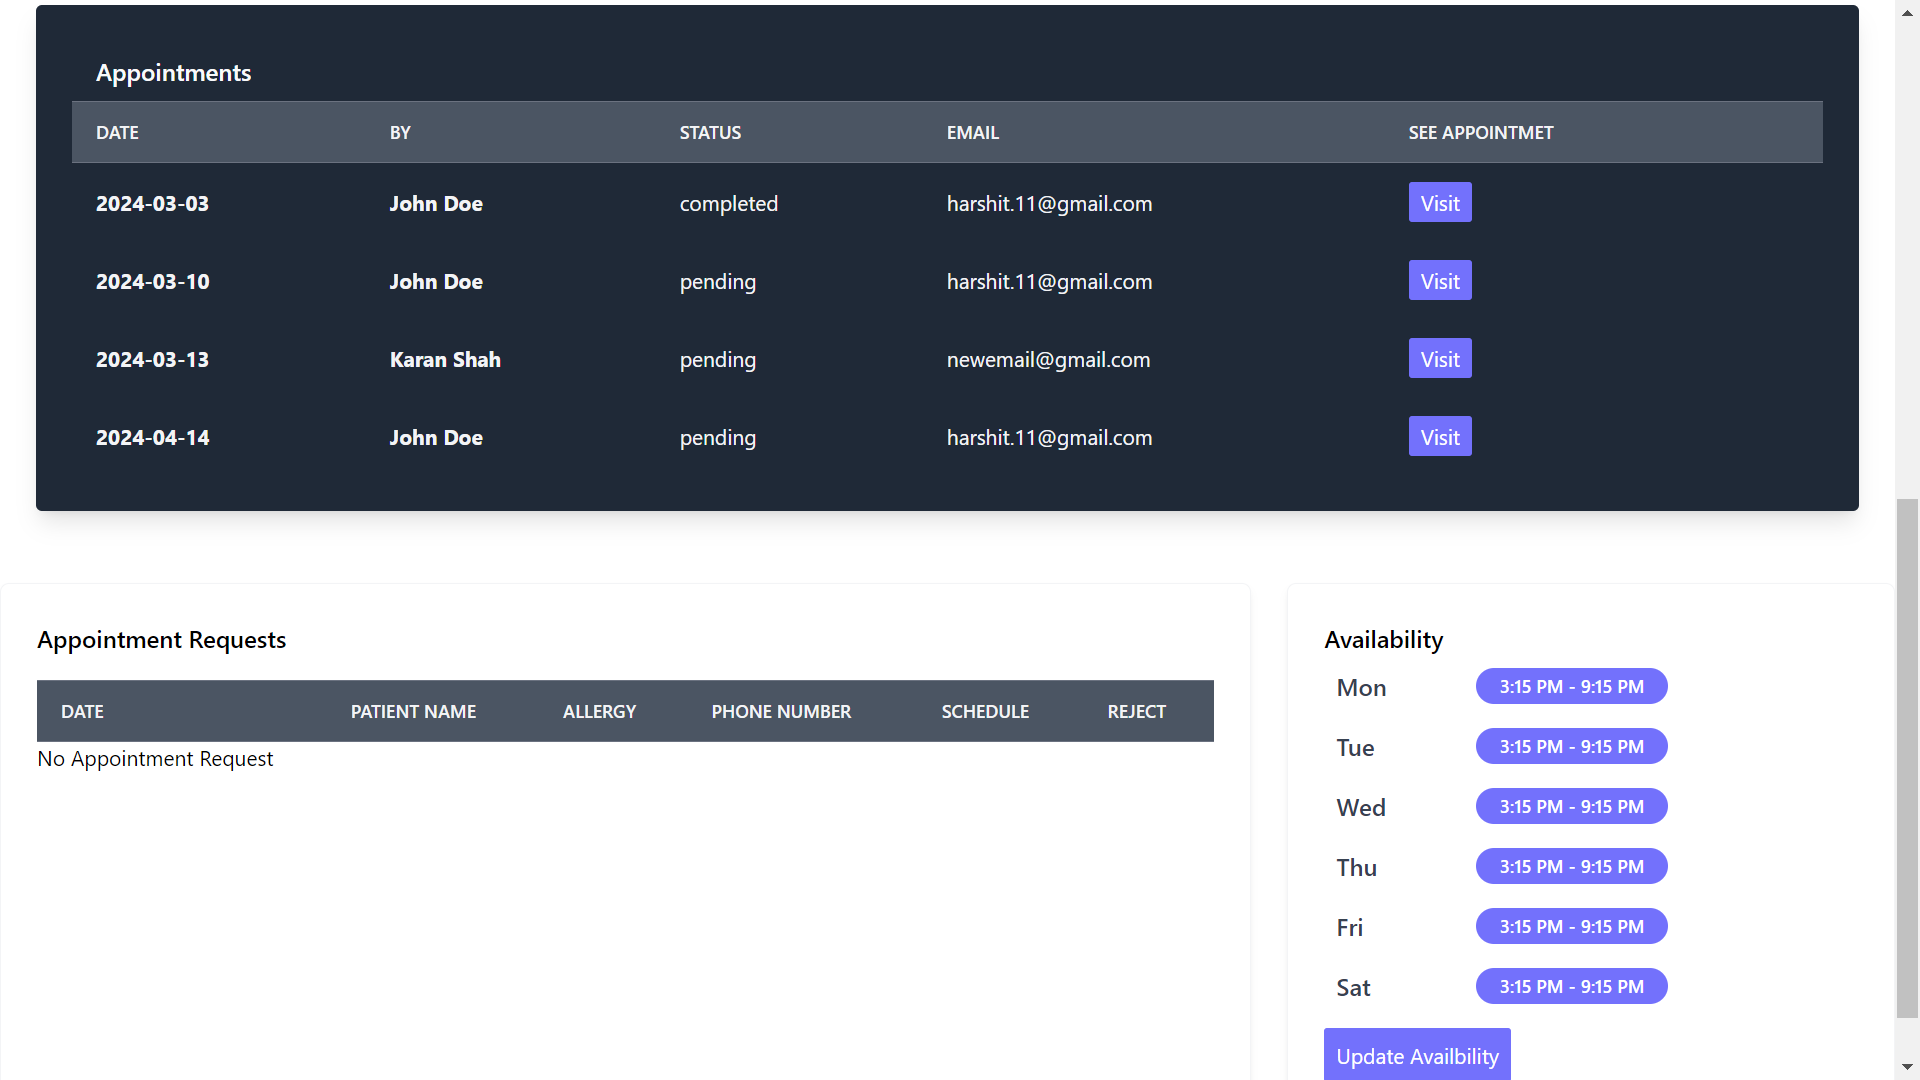 Appointments
DATE BY STATUS EMAIL SEE APPOINTMET
2024-03-03 John Doe completed harshit.11@gmail.com Visit
2024-03-10 John Doe pending harshit.11@gmail.com Visit
2024-03-13 Karan Shah pending newemail@gmail.com Visit
2024-04-14 John Doe pending harshit.11@gmail.com Visit
Appointment Requests
DATE PATIENT NAME ALLERGY PHONE NUMBER SCHEDULE REJECT
No Appointment Request
Availability
Mon 3:15 PM - 9:15 PM
Tue 3:15 PM - 9:15 PM
Wed 3:15 PM - 9:15 PM
Thu 3:15 PM - 9:15 PM
Fri 3:15 PM - 9:15 PM
Sat 3:15 PM - 9:15 PM
Update Availbility